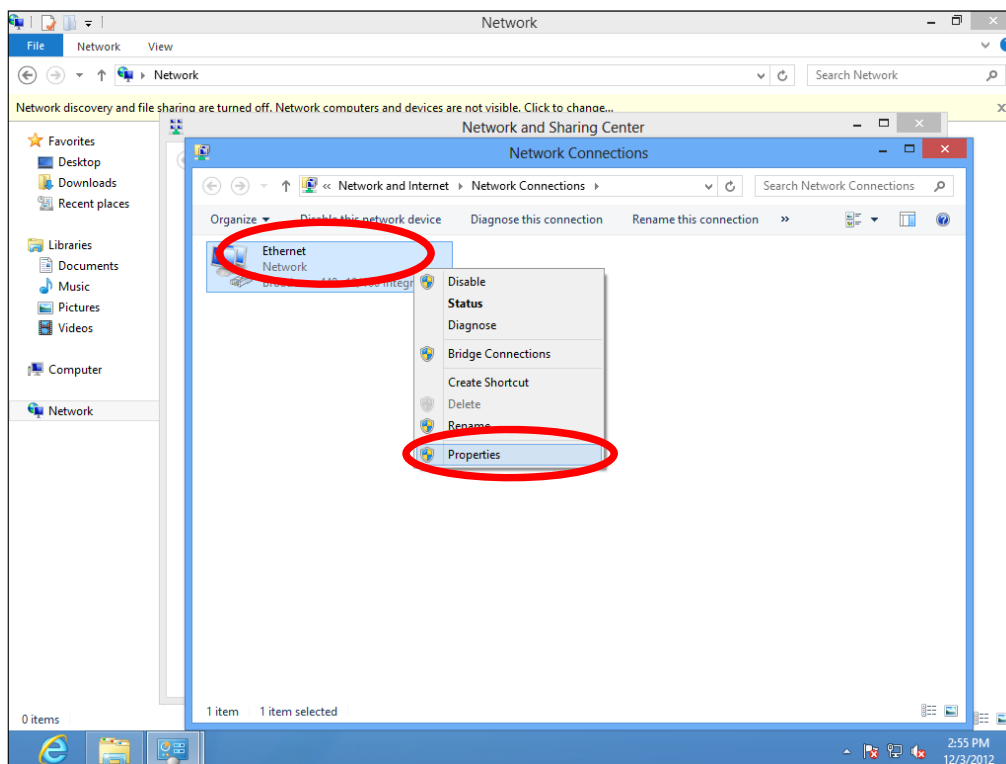 Network
File Network View
Network
Search Network
Network discovery and file sharing are turned off. Network computers and devices are not visible. Click to change...
Favorites
Desktop
Downloads
Recent places
Libraries
Documents
Music
Pictures
Videos
Computer
Network
0 items
Network and Sharing Center
Network Connections
« Network and Internet Network Connections
Search Network Connections
Organize Disable this network device Diagnose this connection Rename this connection »
Ethernet
Network
Disable
Status
Diagnose
Bridge Connections
Create Shortcut
Delete
Rename
Properties
1 item 1 item selected
2:55 PM
12/3/2012